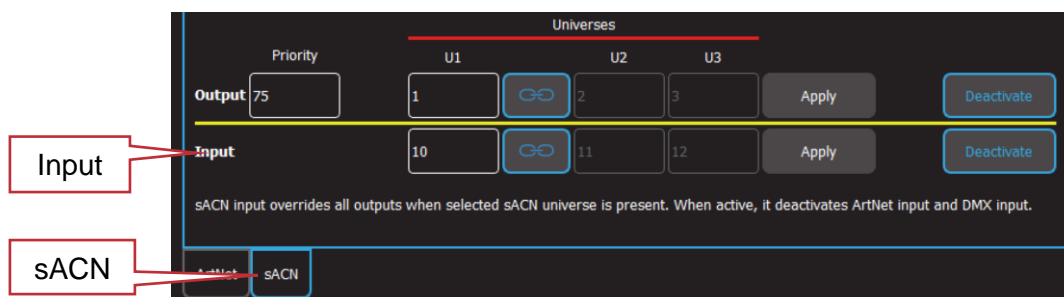 Universes
Priority U1 U2 U3
Output 75 1 2 3 Apply Deactivate
Input Input 10 11 12 Apply Deactivate
sACN input overrides all outputs when selected sACN universe is present. When active, it deactivates ArtNet input and DMX input.
sACN ArtNet sACN